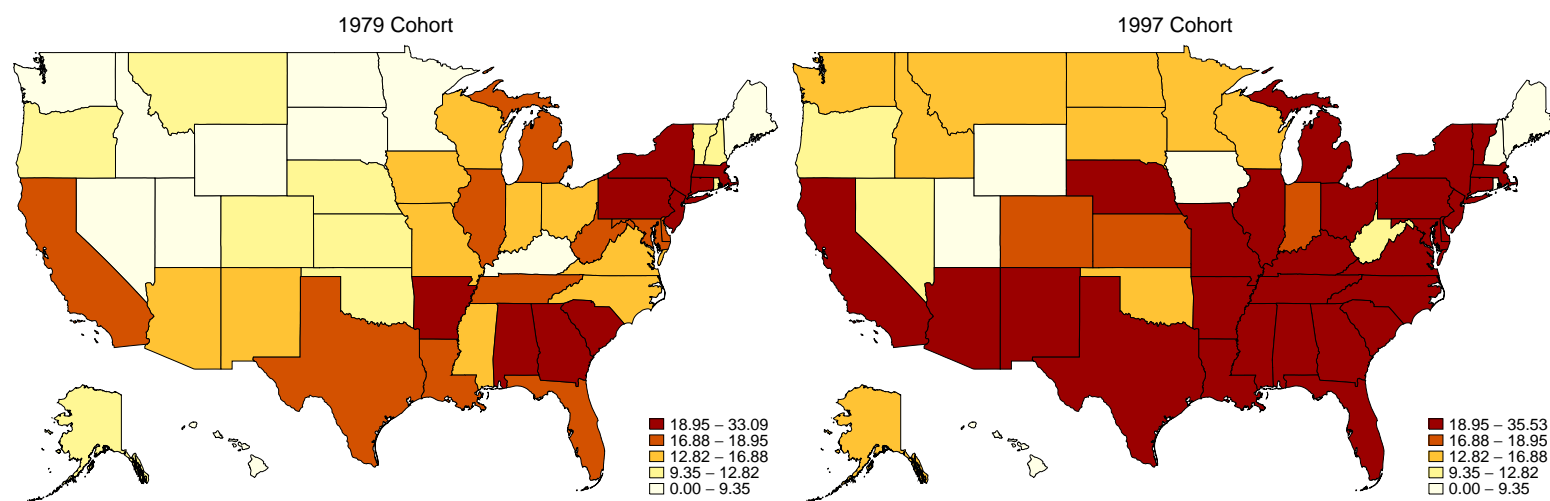 1979 Cohort
18.95 – 33.09
16.88 – 18.95
12.82 – 16.88
9.35 – 12.82
0.00 – 9.35
1997 Cohort
18.95 – 35.53
16.88 – 18.95
12.82 – 16.88
9.35 – 12.82
0.00 – 9.35